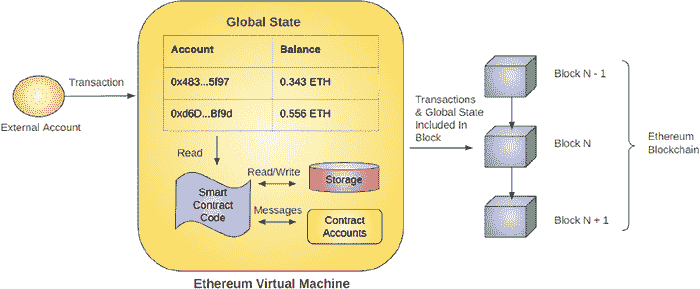 Global State
Account Balance
0x483...5f97 0.343 ETH
0xd6D...Bf9d 0.556 ETH
Transaction
External Account
Read
Read/Write
Storage
Smart
Contract
Code
Messages
Contract
Accounts
Ethereum Virtual Machine
Transactions
& Global State
Included In
Block
Block N - 1
Block N
Block N + 1
Ethereum
Blockchain